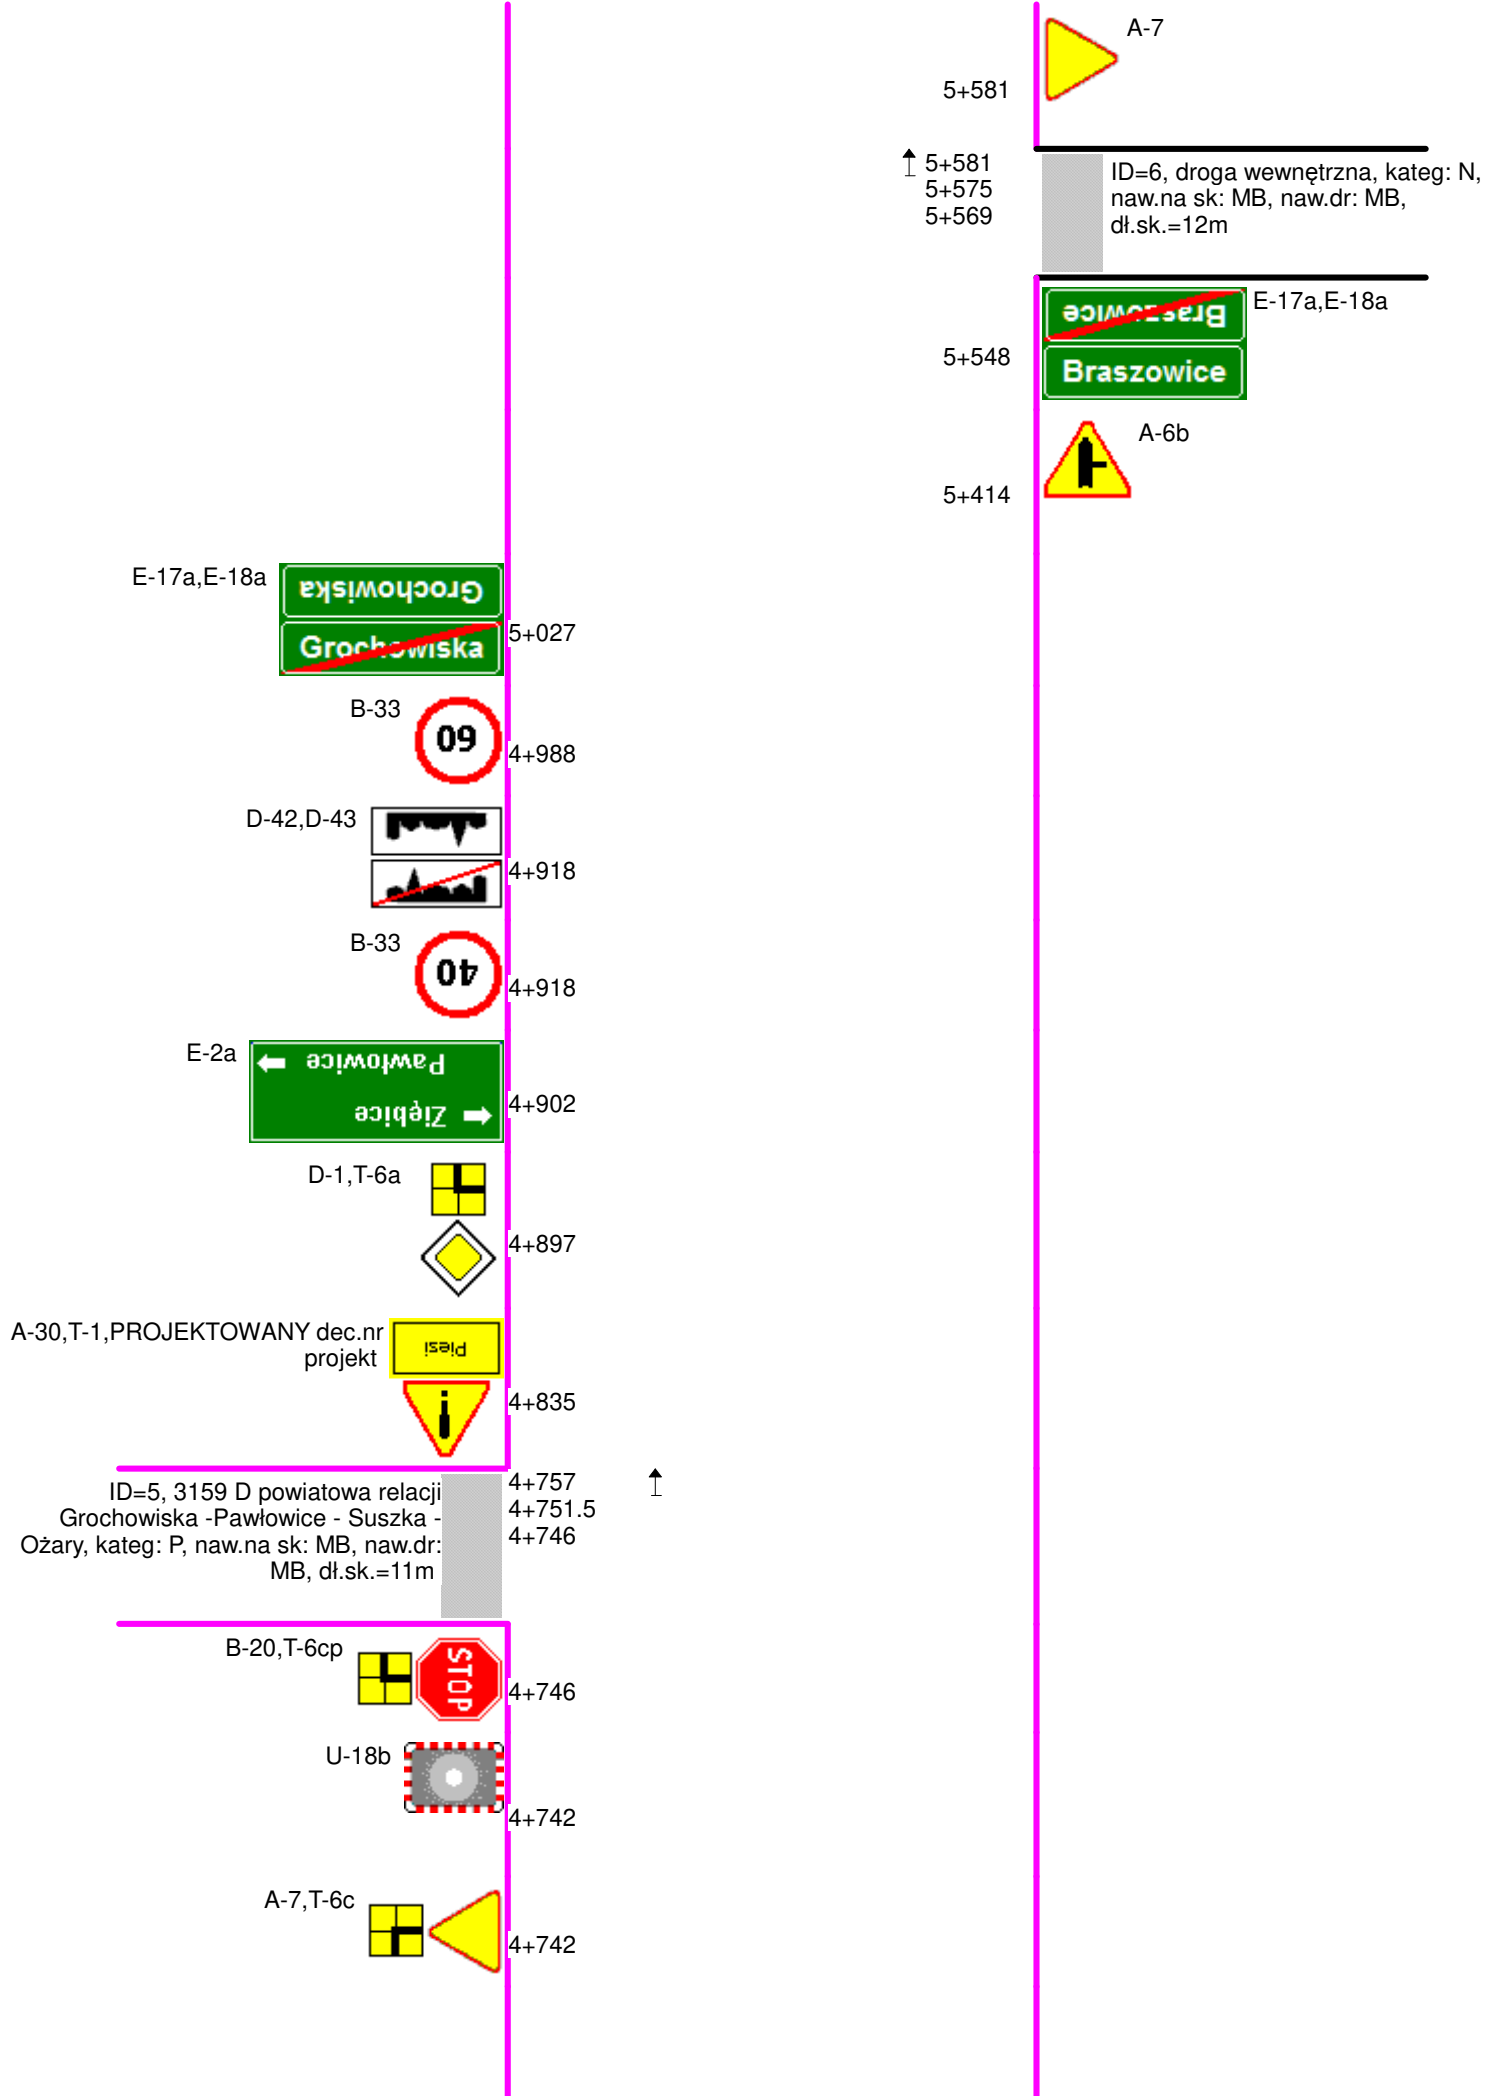 A-7
5+581
5+581
5+575
5+569
ID=6, droga wewnętrzna, kateg: N,
naw.na sk: MB, naw.dr: MB,
dł.sk.=12m
Braszowice
E-17a,E-18a
5+548
Braszowice
A-6b
5+414
E-17a,E-18a
Grochowiska
Grochowiska
5+027
B-33
60
4+988
D-42,D-43
4+918
B-33
40
4+918
E-2a
Pawłowice
Ziębice
4+902
D-1,T-6a
4+897
A-30,T-1,PROJEKTOWANY dec.nr
projekt
Piesi
4+835
ID=5, 3159 D powiatowa relacji
Grochowiska -Pawłowice - Suszka -
Ożary, kateg: P, naw.na sk: MB, naw.dr:
MB, dł.sk.=11m
4+757
4+751.5
4+746
B-20,T-6cp
STOP
4+746
U-18b
4+742
A-7,T-6c
4+742